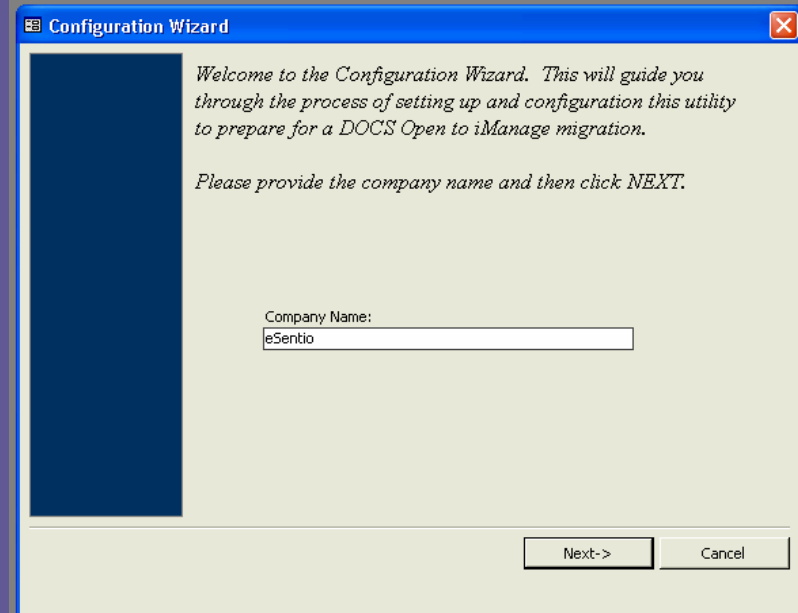 Configuration Wizard
Welcome to the Configuration Wizard. This will guide you
through the process of setting up and configuration this utility
to prepare for a DOCS Open to iManage migration.
Please provide the company name and then click NEXT.
Company Name:
eSentio
Next->
Cancel